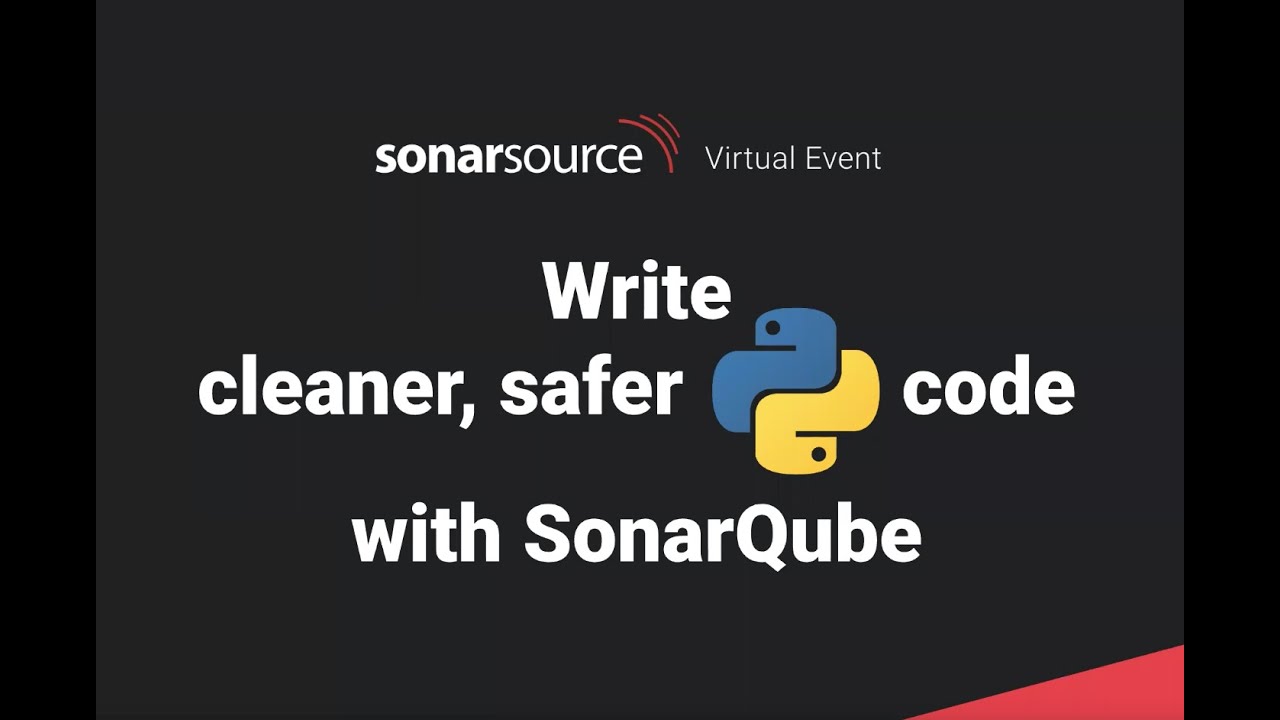 sonarsource Virtual Event
Write
cleaner, safer code
with SonarQube